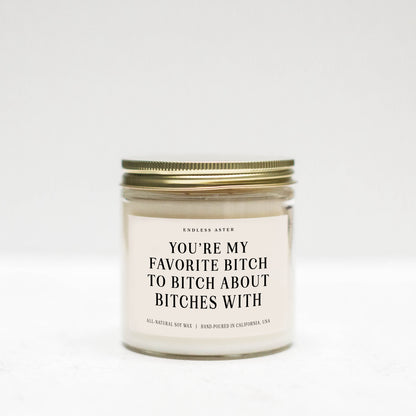 ENDLESS ASTER
YOU'RE MY
FAVORITE BITCH
TO BITCH ABOUT
BITCHES WITH
ALL-NATURAL SOY WAX | HAND POURED IN CALIFORNIA, USA